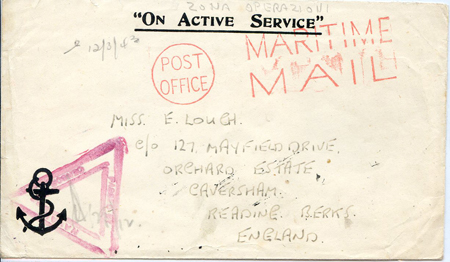 ZONA OPERAZIONI
"ON ACTIVE SERVICE"
12/3/43
POST
OFFICE
MARITIME
MAIL
MISS. E. LOUGH.
c/o 127. MAYFIELD DRIVE.
ORCHARD ESTATE
CAVERSHAM.
READING. BERKS.
ENGLAND.